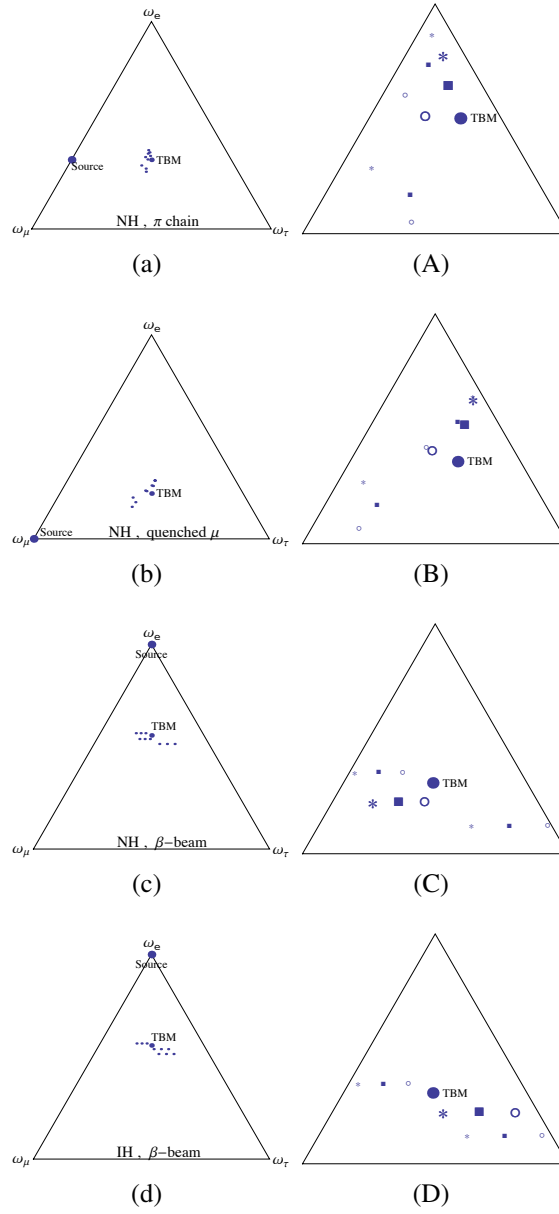 ωe
Source
TBM
ωμ
NH , π chain
ωτ
(a)
TBM
(A)
ωe
TBM
ωμ
Source
NH , quenched μ
ωτ
(b)
TBM
(B)
ωe
Source
TBM
ωμ
NH , β−beam
ωτ
(c)
TBM
(C)
ωe
Source
TBM
ωμ
IH , β−beam
ωτ
(d)
TBM
(D)